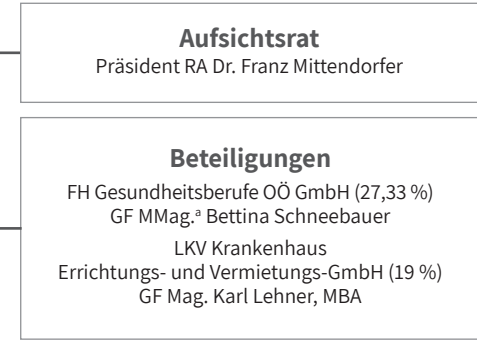 Aufsichtsrat
Präsident RA Dr. Franz Mittendorfer
Beteiligungen
FH Gesundheitsberufe OÖ GmbH (27,33 %)
GF MMag.ª Bettina Schneebauer
LKV Krankenhaus
Errichtungs- und Vermietungs-GmbH (19 %)
GF Mag. Karl Lehner, MBA